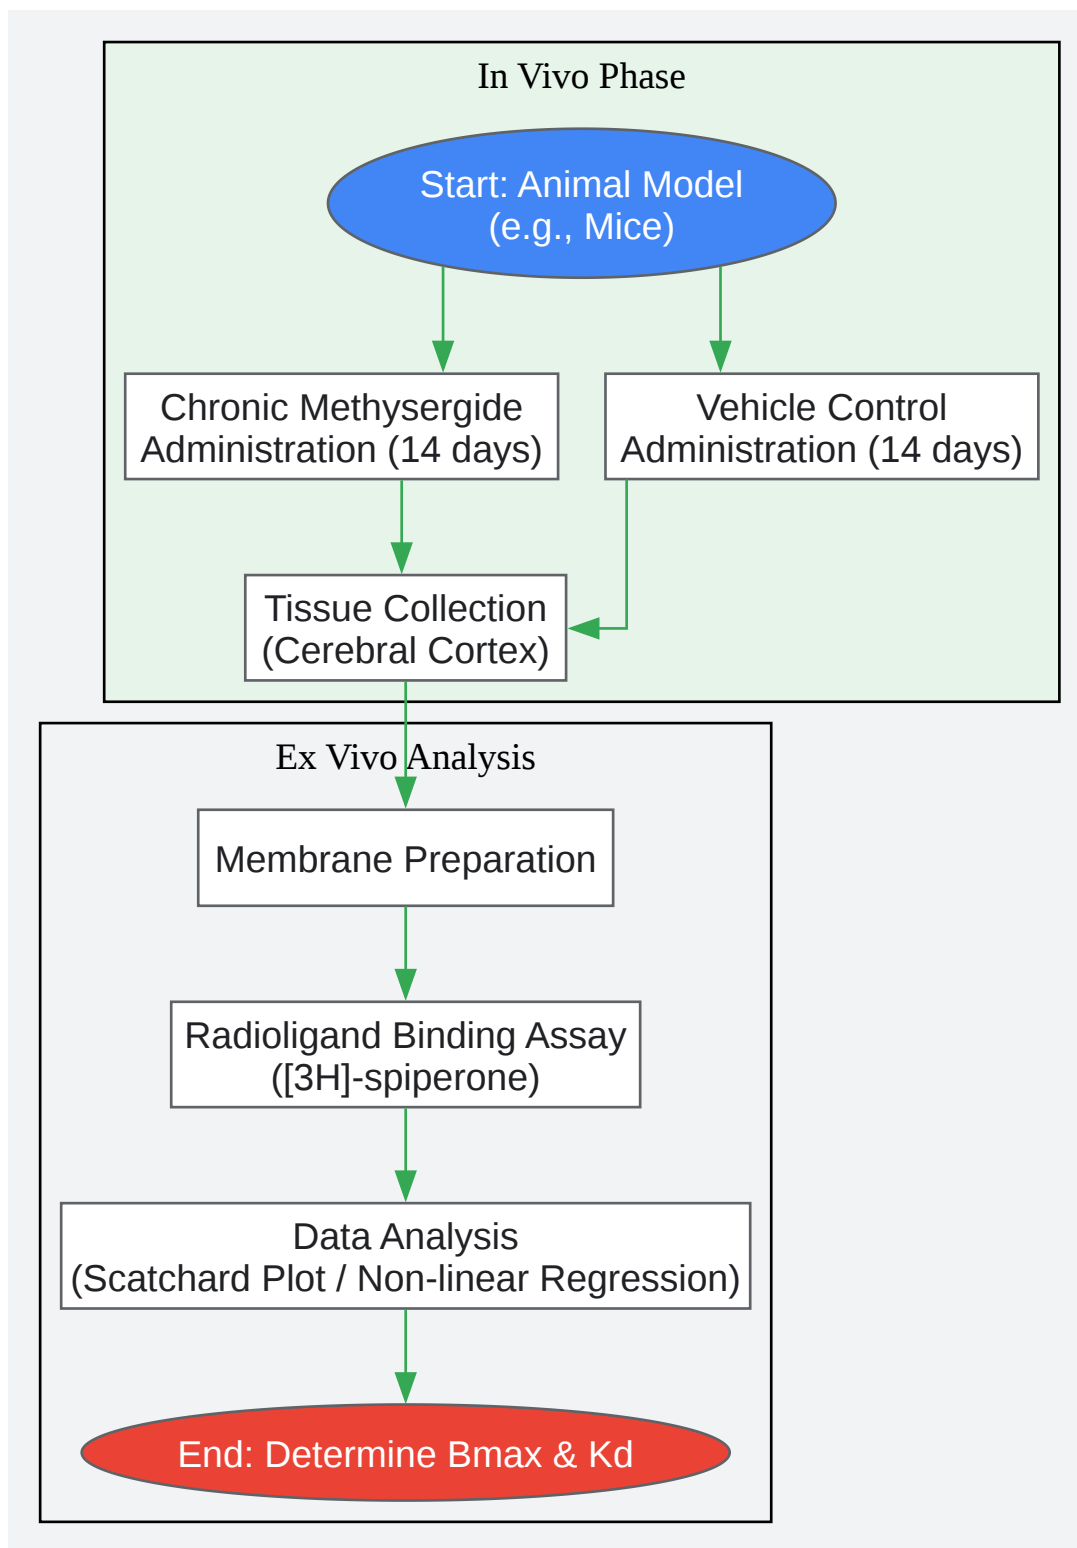 In Vivo Phase
Start: Animal Model
(e.g., Mice)
Chronic Methysergide
Administration (14 days)
Vehicle Control
Administration (14 days)
Tissue Collection
(Cerebral Cortex)
Ex Vivo Analysis
Membrane Preparation
Radioligand Binding Assay
([3H]-spiperone)
Data Analysis
(Scatchard Plot / Non-linear Regression)
End: Determine Bmax & Kd